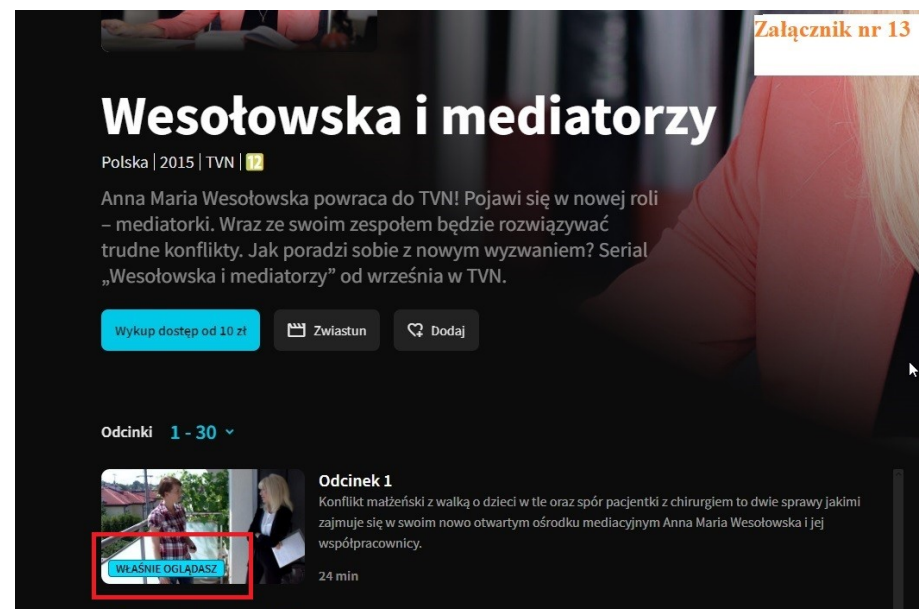 Załącznik nr 13
Wesołowska i mediatorzy
Polska | 2015 | TVN | 12
Anna Maria Wesołowska powraca do TVN! Pojawi się w nowej roli
– mediatorki. Wraz ze swoim zespołem będzie rozwiązywać
trudne konflikty. Jak poradzi sobie z nowym wyzwaniem? Serial
„Wesołowska i mediatorzy” od września w TVN.
Wykup dostęp od 10 zł Zwiastun Dodaj
Odcinki 1 - 30
Odcinek 1
Konflikt małżeński z walką o dzieci w tle oraz spór pacjentki z chirurgiem to dwie sprawy jakimi
zajmuje się w swoim nowo otwartym ośrodku mediacyjnym Anna Maria Wesołowska i jej
współpracownicy.
WŁAŚNIE OGLĄDASZ
24 min